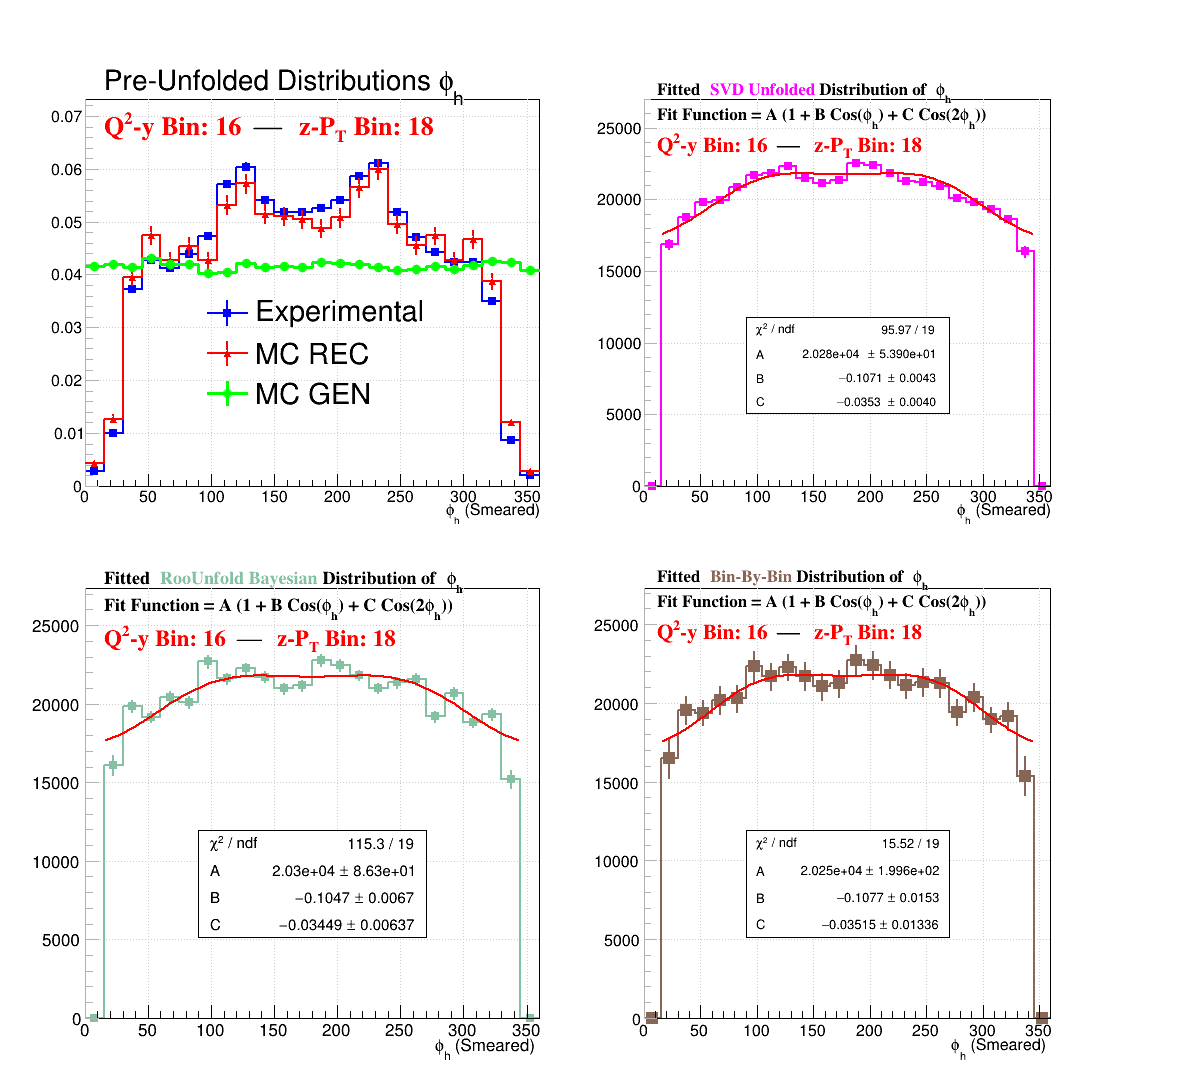 Pre-Unfolded Distributions ϕh
Q²-y Bin: 16 — z-PT Bin: 18
0.07
0.06
0.05
0.04
0.03
0.02
0.01
0
Experimental
MC REC
MC GEN
0 50 100 150 200 250 300 350
ϕh (Smeared)
Fitted SVD Unfolded Distribution of ϕh
Fit Function = A (1 + B Cos(ϕh) + C Cos(2ϕh))
Q²-y Bin: 16 — z-PT Bin: 18
25000
20000
15000
10000
5000
0
χ² / ndf 95.97 / 19
A 2.028e+04 ± 5.390e+01
B −0.1071 ± 0.0043
C −0.0353 ± 0.0040
0 50 100 150 200 250 300 350
ϕh (Smeared)
Fitted RooUnfold Bayesian Distribution of ϕh
Fit Function = A (1 + B Cos(ϕh) + C Cos(2ϕh))
Q²-y Bin: 16 — z-PT Bin: 18
25000
20000
15000
10000
5000
0
χ² / ndf 115.3 / 19
A 2.03e+04 ± 8.63e+01
B −0.1047 ± 0.0067
C −0.03449 ± 0.00637
0 50 100 150 200 250 300 350
ϕh (Smeared)
Fitted Bin-By-Bin Distribution of ϕh
Fit Function = A (1 + B Cos(ϕh) + C Cos(2ϕh))
Q²-y Bin: 16 — z-PT Bin: 18
25000
20000
15000
10000
5000
0
χ² / ndf 15.52 / 19
A 2.025e+04 ± 1.996e+02
B −0.1077 ± 0.0153
C −0.03515 ± 0.01336
0 50 100 150 200 250 300 350
ϕh (Smeared)